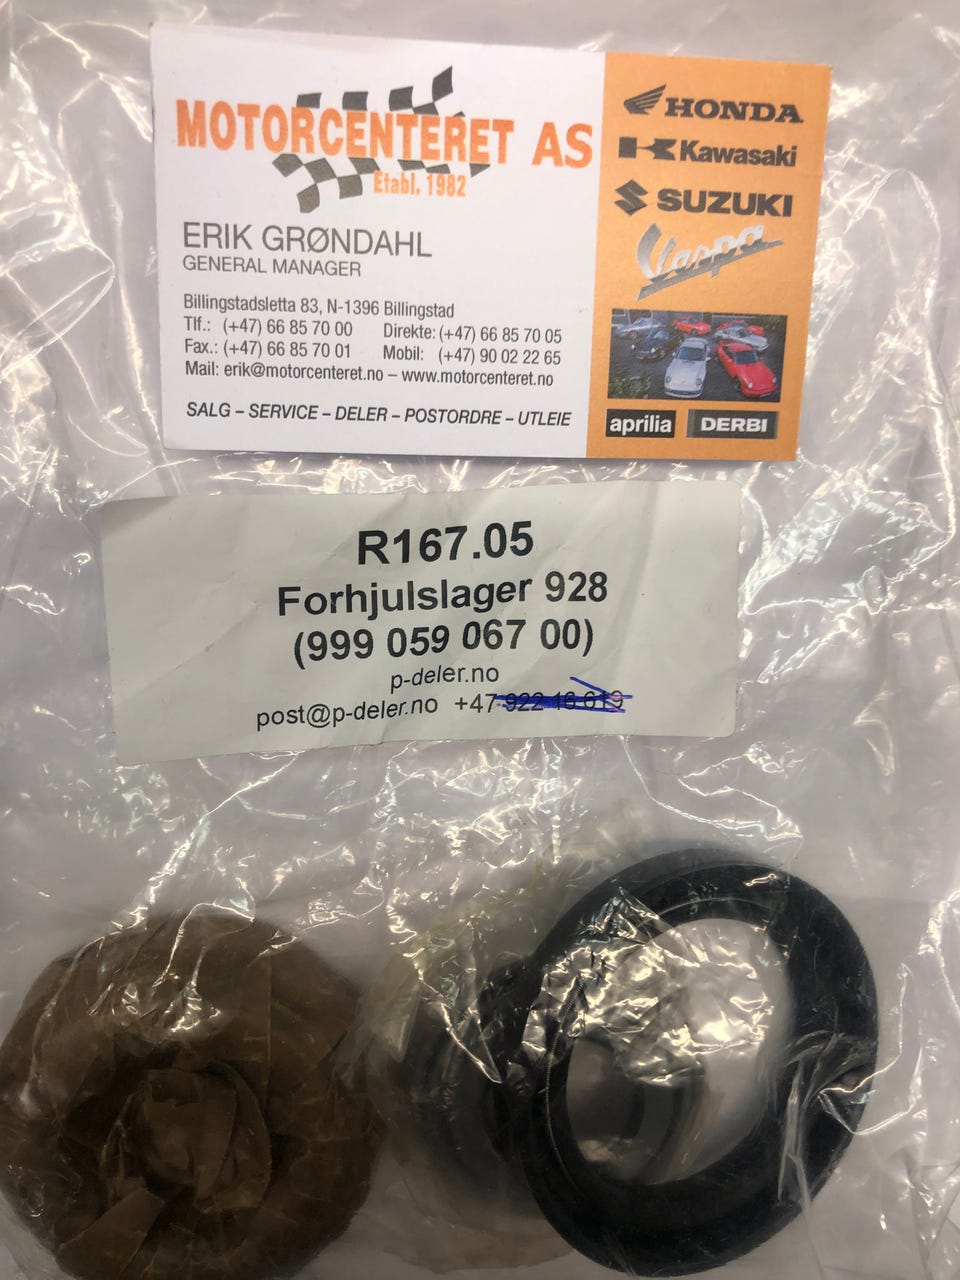 MOTORCENTERET AS
Etabl. 1982
ERIK GRØNDAHL
GENERAL MANAGER
Billingstadsletta 83, N-1396 Billingstad
Tlf.: (+47) 66 85 70 00 Direkte: (+47) 66 85 70 05
Fax.: (+47) 66 85 70 01 Mobil: (+47) 90 02 22 65
Mail: erik@motorcenteret.no – www.motorcenteret.no
SALG – SERVICE – DELER – POSTORDRE – UTLEIE
HONDA
Kawasaki
SUZUKI
Vespa
aprilia DERBI
R167.05
Forhjulslager 928
(999 059 067 00)
p-deler.no
post@p-deler.no +47 922 16 619